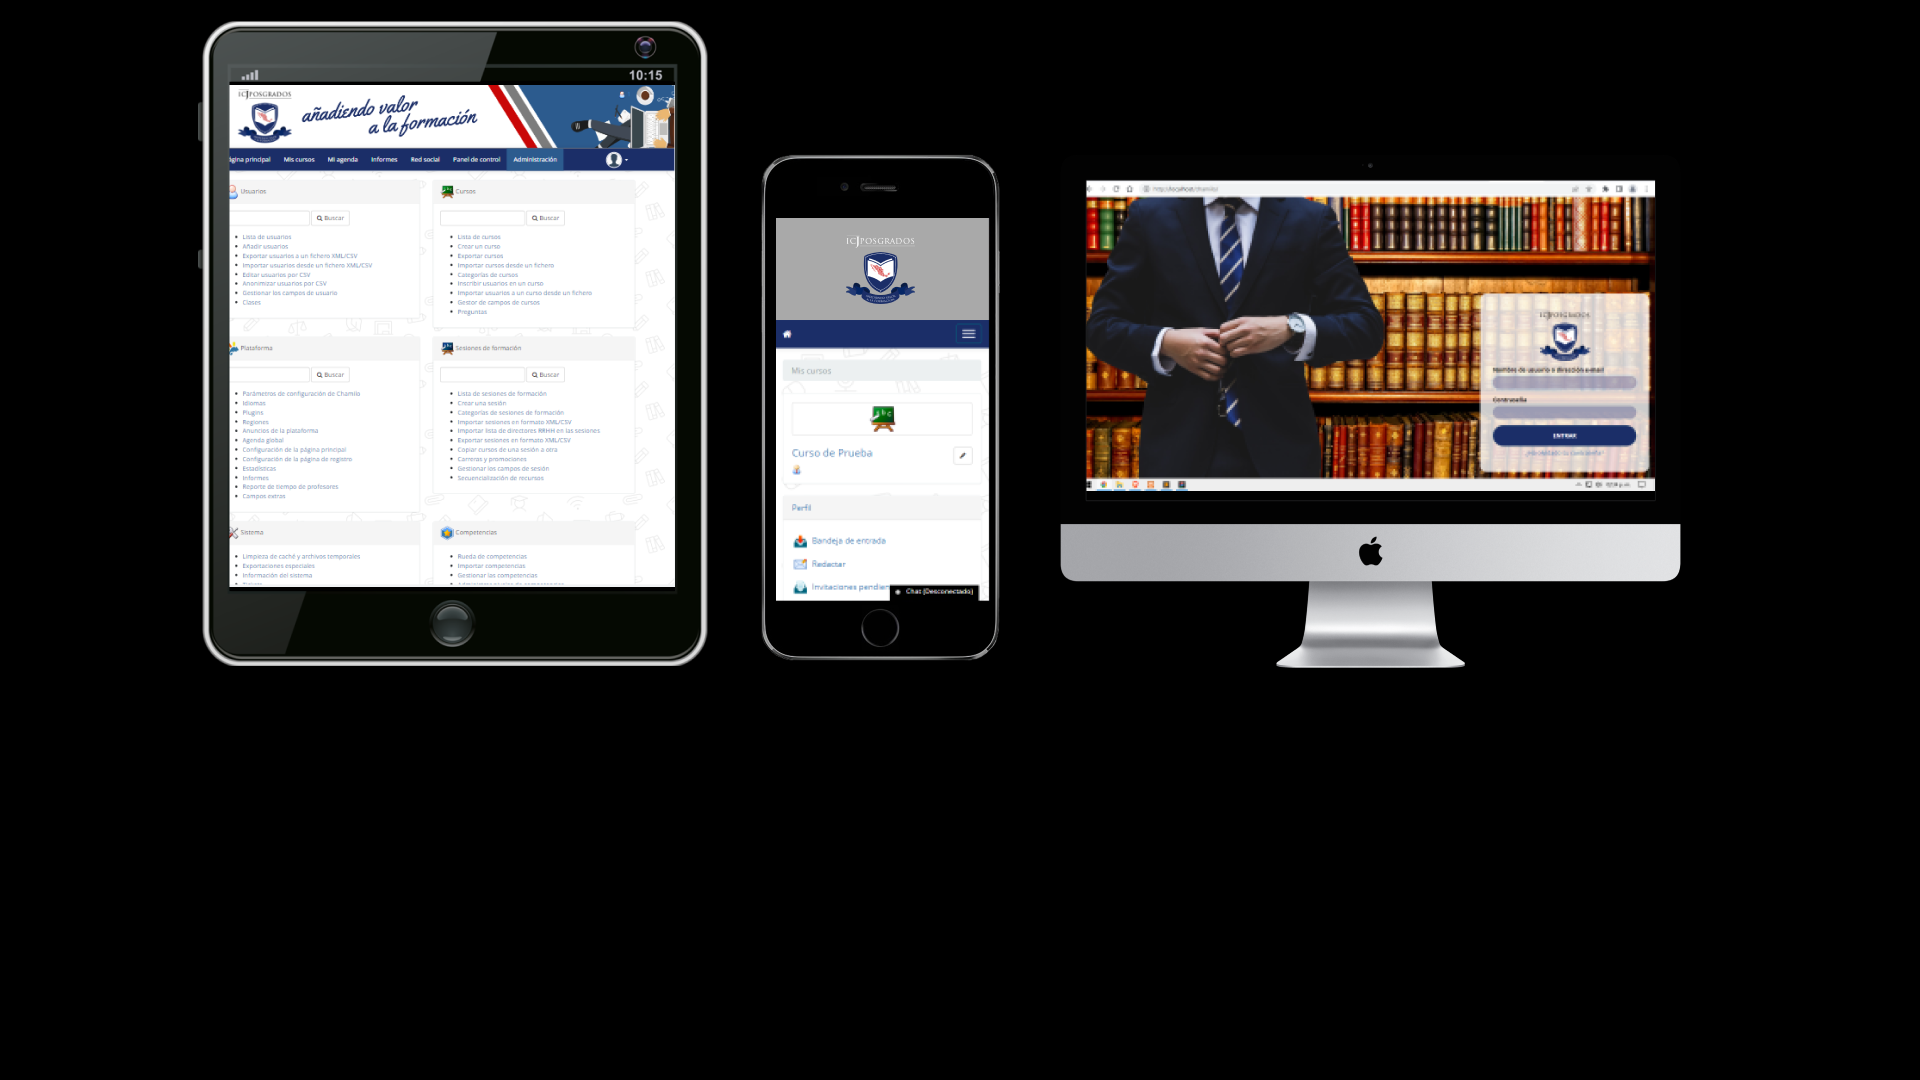 10:15
ICJPOSGRADOS
añadiendo valor
a la formación
ágina principal
Mis cursos
Mi agenda
Informes
Red social
Panel de control
Administración
Usuarios
Buscar
Lista de usuarios
Añadir usuarios
Exportar usuarios a un fichero XML/CSV
Importar usuarios desde un fichero XML/CSV
Editar usuarios por CSV
Anonimizar usuarios por CSV
Gestionar los campos de usuario
Clases
Cursos
Buscar
Lista de cursos
Crear un curso
Exportar cursos
Importar cursos desde un fichero
Categorías de cursos
Inscribir usuarios en un curso
Importar usuarios a un curso desde un fichero
Gestor de campos de cursos
Preguntas
Plataforma
Buscar
Parámetros de configuración de Chamilo
Idiomas
Plugins
Regiones
Anuncios de la plataforma
Agenda global
Configuración de la página principal
Configuración de la página de registro
Estadísticas
Informes
Reporte de tiempo de profesores
Campos extras
Sesiones de formación
Buscar
Lista de sesiones de formación
Crear una sesión
Categorías de sesiones de formación
Importar sesiones en formato XML/CSV
Importar lista de directores RRHH en las sesiones
Exportar sesiones en formato XML/CSV
Copiar cursos de una sesión a otra
Carreras y promociones
Gestionar los campos de sesión
Secuenciación de recursos
Sistema
Limpieza de caché y archivos temporales
Exportaciones especiales
Información del sistema
Competencias
Rueda de competencias
Importar competencias
Gestionar las competencias
ICJPOSGRADOS
Mis cursos
abc
Curso de Prueba
Perfil
Bandeja de entrada
Redactar
Invitaciones pendien
Chat (Desconectado)
http://localhost/chamilo/
ICJPOSGRADOS
Nombre de usuario o dirección e-mail
Contraseña
ENTRAR
¿Ha olvidado su contraseña?